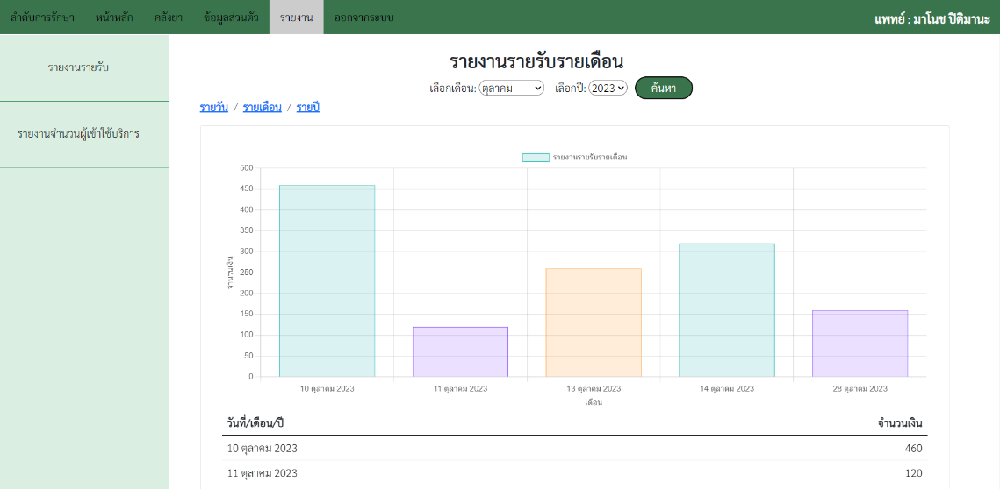 ลำดับการรักษา หน้าหลัก คลังยา ข้อมูลส่วนตัว รายงาน ออกจากระบบ แพทย์ : มาโนช ปิติมานะ
รายงานรายรับ
รายงานจำนวนผู้เข้าใช้บริการ
รายงานรายรับรายเดือน
เลือกเดือน: ตุลาคม เลือกปี: 2023 ค้นหา
รายวัน / รายเดือน / รายปี
รายงานรายรับรายเดือน
จำนวนเงิน
500
450
400
350
300
250
200
150
100
50
0
10 ตุลาคม 2023 11 ตุลาคม 2023 13 ตุลาคม 2023 14 ตุลาคม 2023 28 ตุลาคม 2023
เดือน
วันที่/เดือน/ปี จำนวนเงิน
10 ตุลาคม 2023 460
11 ตุลาคม 2023 120